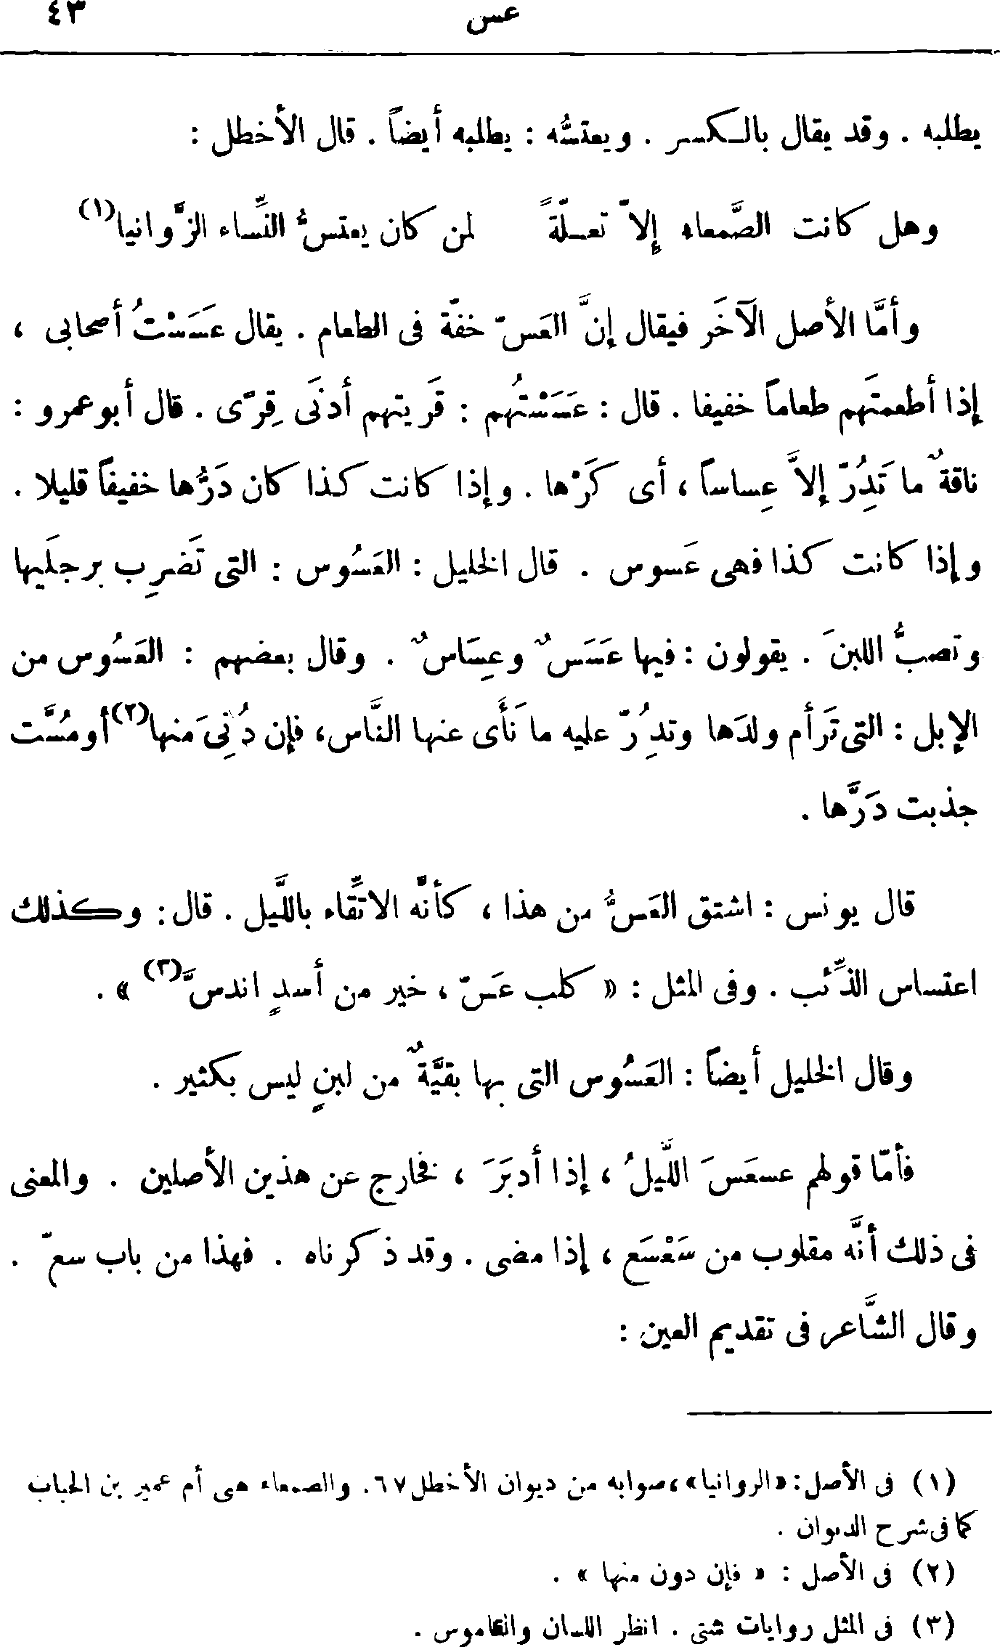 عس ٤٣
يطلبه . وقد يقال بالكسر . ويعتسُّه : يطلبه أيضاً . قال الأخطل :
وهل كانت الصَّمعاء إلاّ تعلّةً لمن كان يعتسُّ النِّساء الزَّوانيا(١)
وأمَّا الأصل الآخَر فيقال إنَّ العَسّ خفّة فى الطعام . يقال عَسَسْتُ أصحابى ،
إذا أطعمتَهم طعاماً خفيفا . قال : عَسَسْتُهم : قَريتهم أدنَى قِرًى . قال أبو عمرو :
ناقةٌ ما تَدِرُّ إلاَّ عِساساً ، أى كَرْها . وإذا كانت كذا كان دَرُّها خفيفاً قليلا .
وإذا كانت كذا فهى عَسوس . قال الخليل : العَسُوس : التى تَضرِب برجلَيها
وتصبُّ اللبنَ . يقولون : فيها عَسَسٌ وعِسَاسٌ . وقال بعضهم : العَسُوس من
الإبل : التى تَرأم ولدَها وتدِرُّ عليه ما نَأَى عنها النَّاس، فإن دُنِىَ منها(٢) أو مُسَّت
جذبت دَرَّها .
قال يونس : اشتق العَسُّ من هذا ، كأنَّه الاتِّقاء باللَّيل . قال : وكذلك
اعتساس الذِّئب . وفى المثل : « كلب عَسّ ، خير من أسدٍ اندسَّ(٣) » .
وقال الخليل أيضاً : العَسُوس التى بها بقيَّةٌ من لبنٍ ليس بكثير .
فأمّا قولهم عسعَسَ اللَّيلُ ، إذا أدبَرَ ، فخارج عن هذين الأصلين . والمعنى
فى ذلك أنَّه مقلوب من سَعْسَع ، إذا مضى . وقد ذكرناه . فهذا من باب سعّ .
وقال الشَّاعر فى تقديم العين :
(١) فى الأصل: «الروانيا»، صوابه من ديوان الأخطل ٦٧. والصمعاء هى أم عمير بن الحباب
كما فى شرح الديوان .
(٢) فى الأصل : « فإن دون منها » .
(٣) فى المثل روايات شتى . انظر اللسان والقاموس .